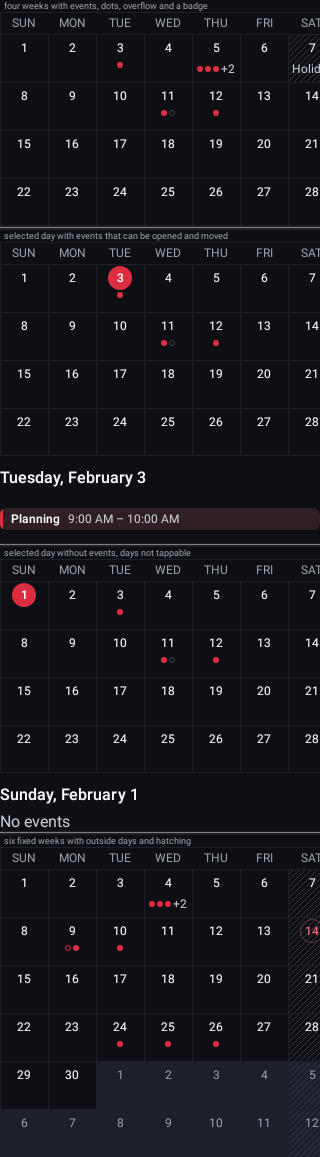 four weeks with events, dots, overflow and a badge
SUN MON TUE WED THU FRI SAT
1 2 3 4 5 6 7
+2 Holid
8 9 10 11 12 13 14
15 16 17 18 19 20 21
22 23 24 25 26 27 28
selected day with events that can be opened and moved
SUN MON TUE WED THU FRI SAT
1 2 3 4 5 6 7
8 9 10 11 12 13 14
15 16 17 18 19 20 21
22 23 24 25 26 27 28
Tuesday, February 3
Planning 9:00 AM – 10:00 AM
selected day without events, days not tappable
SUN MON TUE WED THU FRI SAT
1 2 3 4 5 6 7
8 9 10 11 12 13 14
15 16 17 18 19 20 21
22 23 24 25 26 27 28
Sunday, February 1
No events
six fixed weeks with outside days and hatching
SUN MON TUE WED THU FRI SAT
1 2 3 4 5 6 7
+2
8 9 10 11 12 13 14
15 16 17 18 19 20 21
22 23 24 25 26 27 28
29 30 1 2 3 4 5
6 7 8 9 10 11 12